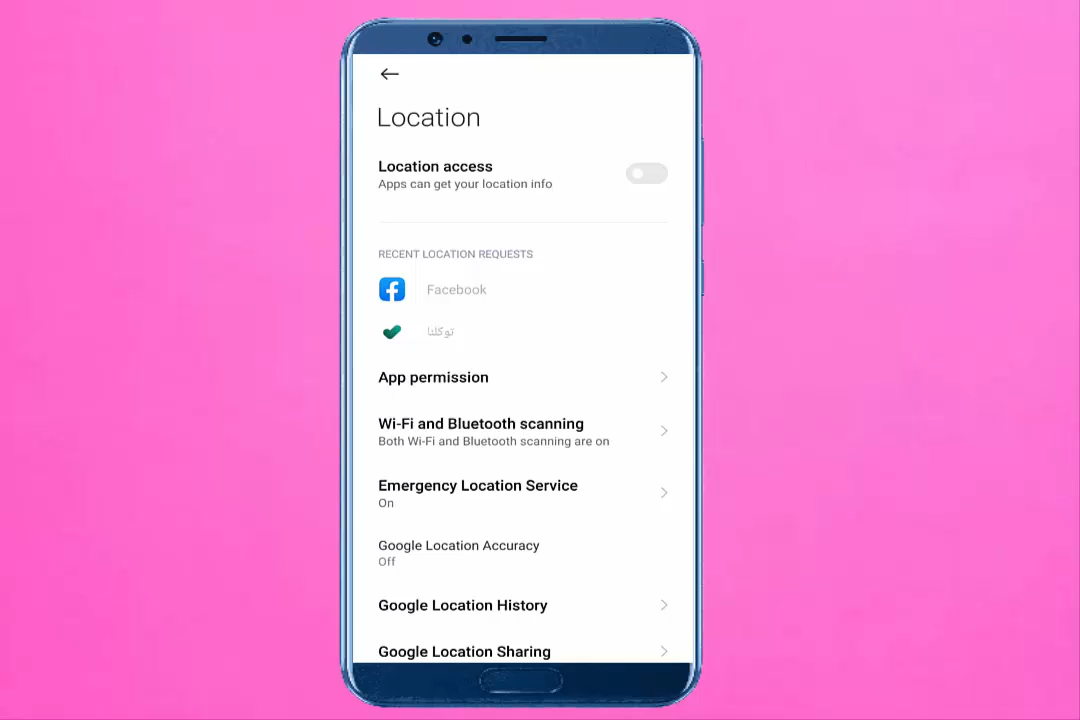 Location
Location access
Apps can get your location info
RECENT LOCATION REQUESTS
Facebook
توكلنا
App permission
Wi-Fi and Bluetooth scanning
Both Wi-Fi and Bluetooth scanning are on
Emergency Location Service
On
Google Location Accuracy
Off
Google Location History
Google Location Sharing